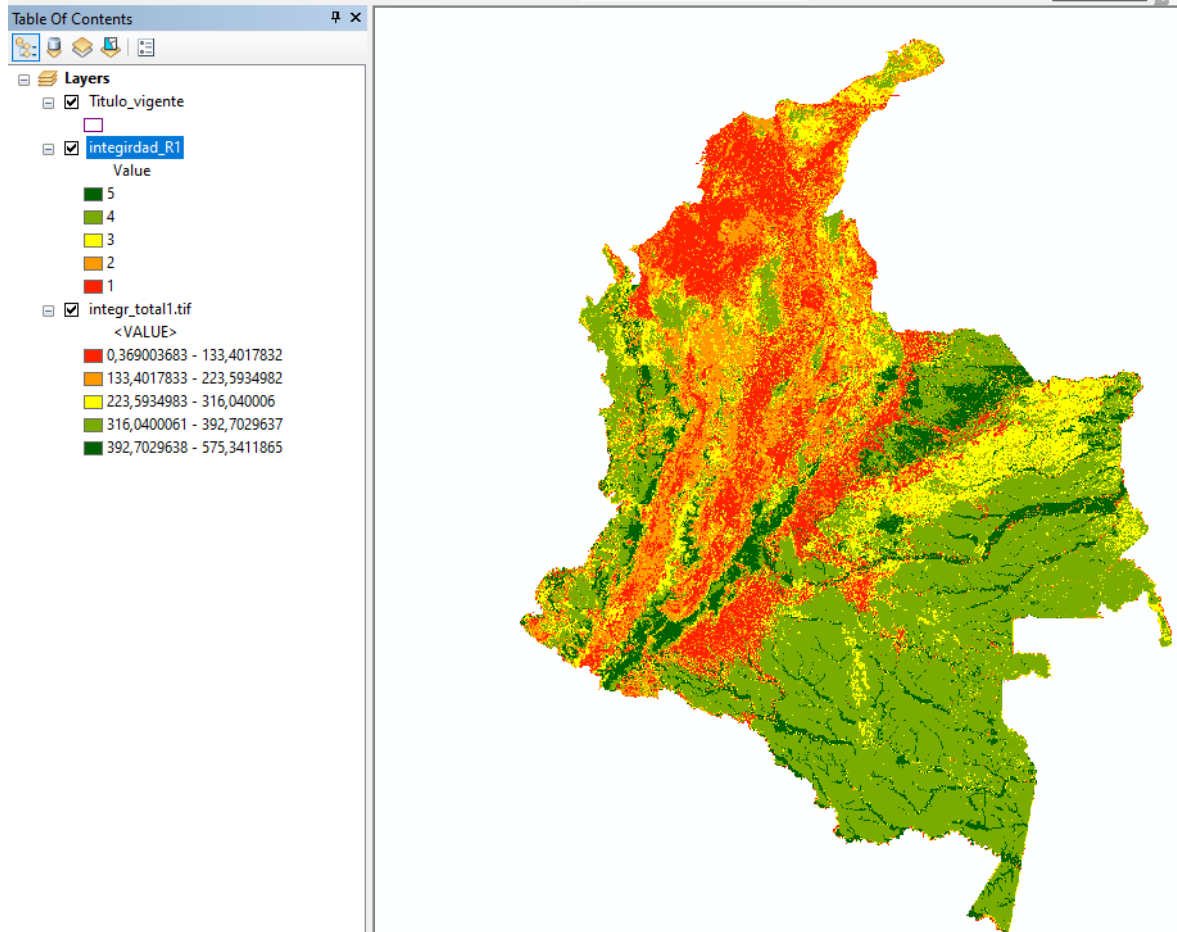 Table Of Contents
Layers
Titulo_vigente
integirdad_R1
Value
5
4
3
2
1
integr_total1.tif
<VALUE>
0,369003683 - 133,4017832
133,4017833 - 223,5934982
223,5934983 - 316,040006
316,0400061 - 392,7029637
392,7029638 - 575,3411865